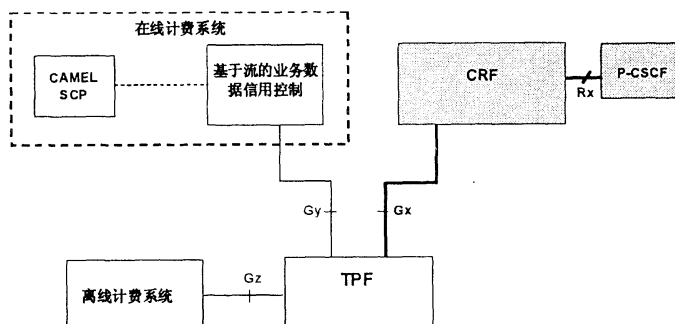 在线计费系统
CAMEL
SCP
基于流的业务数
据信用控制
CRF
P-CSCF
Rx
Gy
Gx
TPF
Gz
离线计费系统